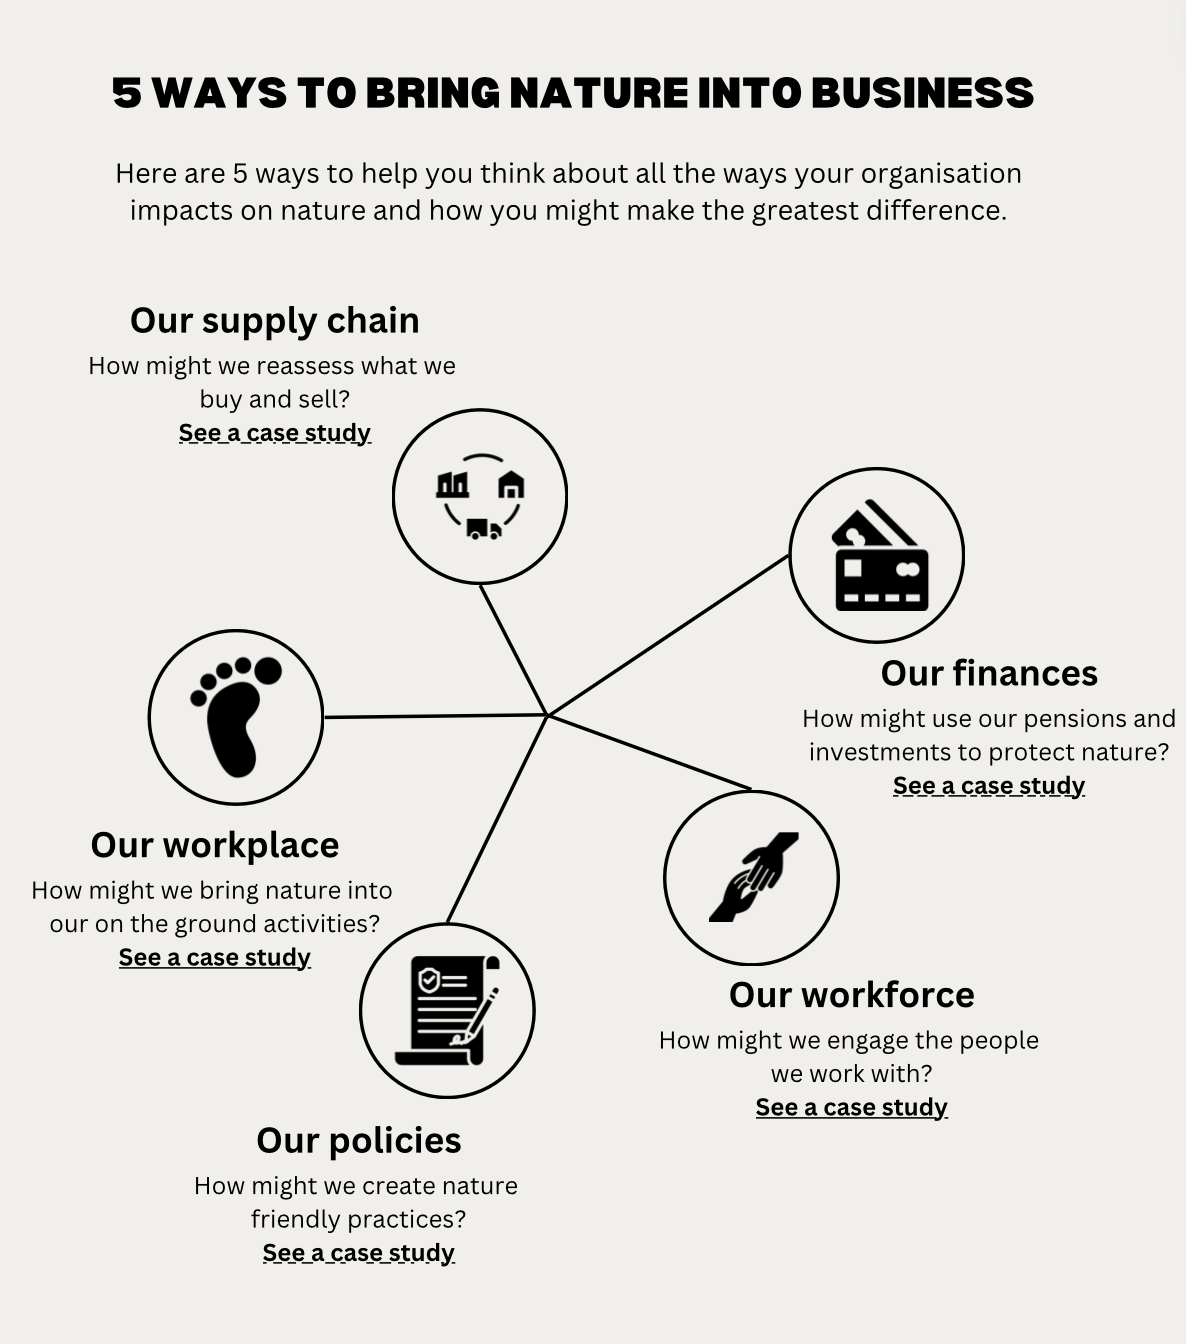 5 WAYS TO BRING NATURE INTO BUSINESS
Here are 5 ways to help you think about all the ways your organisation
impacts on nature and how you might make the greatest difference.
Our supply chain
How might we reassess what we
buy and sell?
See a case study
Our finances
How might use our pensions and
investments to protect nature?
See a case study
Our workplace
How might we bring nature into
our on the ground activities?
See a case study
Our workforce
How might we engage the people
we work with?
See a case study
Our policies
How might we create nature
friendly practices?
See a case study